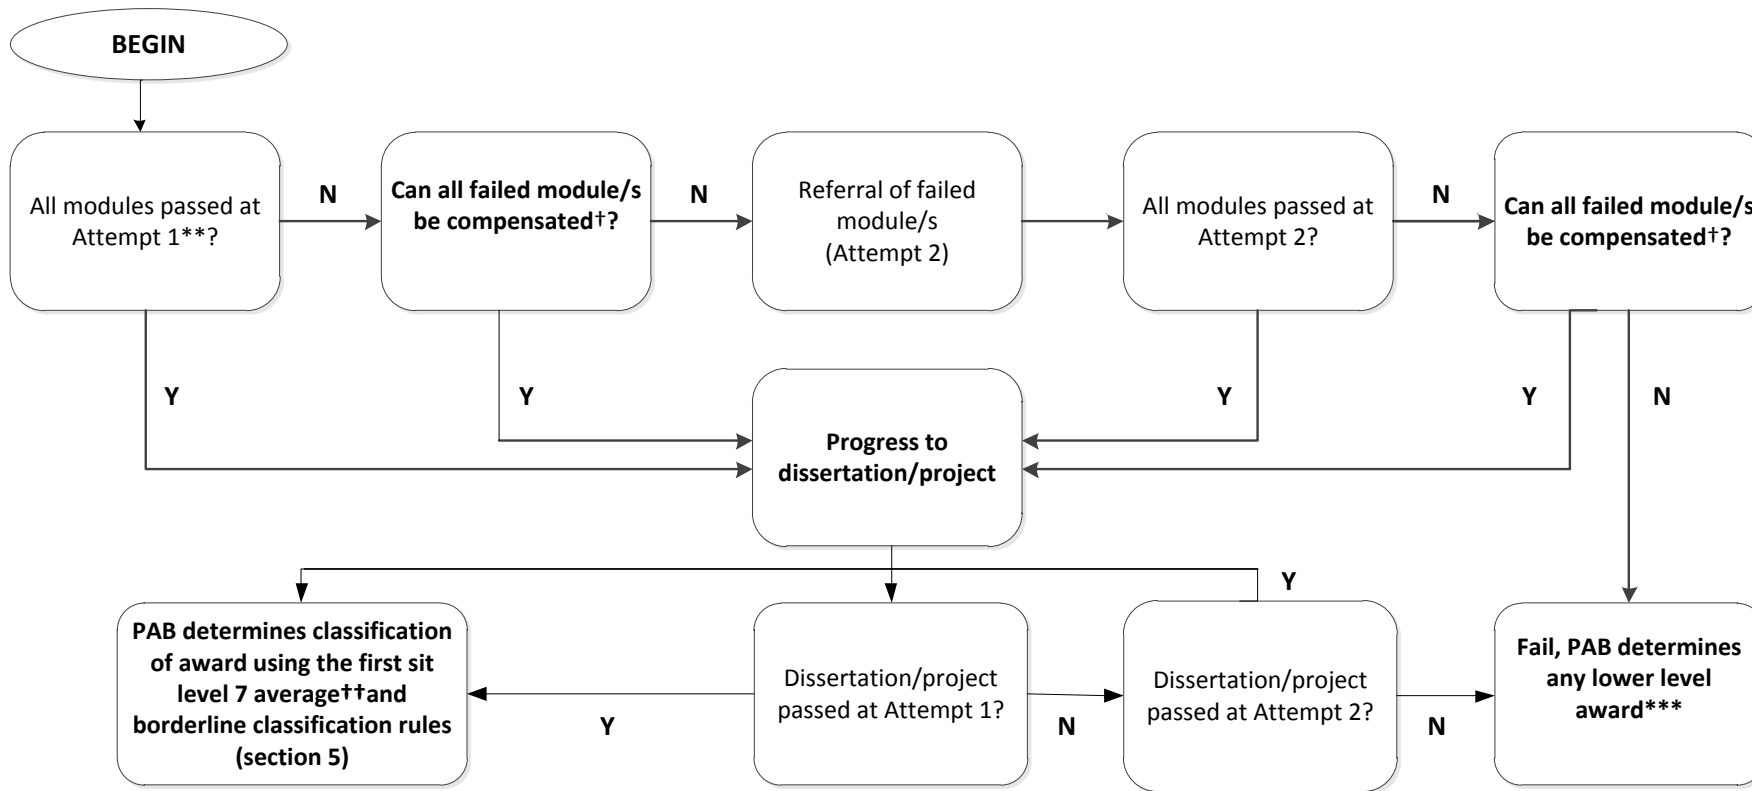 BEGIN
All modules passed at
Attempt 1**?
N
Can all failed module/s
be compensated†?
N
Referral of failed
module/s
(Attempt 2)
All modules passed at
Attempt 2?
N
Can all failed module/s
be compensated†?
Y
Y
Y
Y
N
Progress to
dissertation/project
Y
PAB determines classification
of award using the first sit
level 7 average††and
borderline classification rules
(section 5)
Y
Dissertation/project
passed at Attempt 1?
N
Dissertation/project
passed at Attempt 2?
N
Fail, PAB determines
any lower level
award***